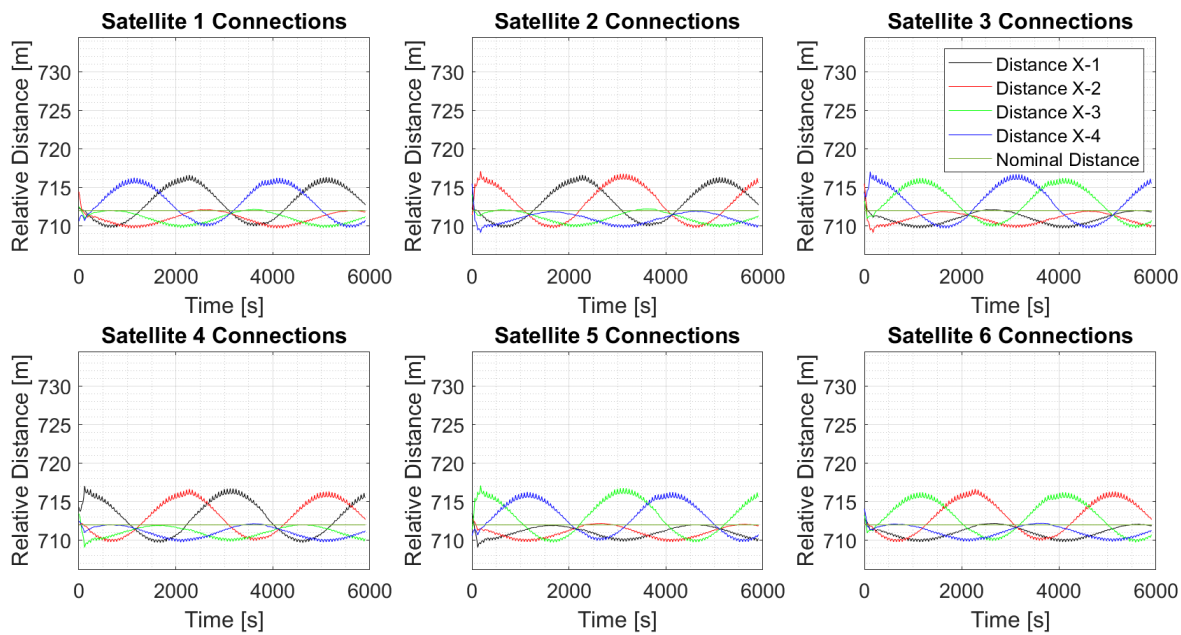 Satellite 1 Connections
Satellite 2 Connections
Satellite 3 Connections
Relative Distance [m]
730
720
715
710
0
2000
4000
6000
Time [s]
Relative Distance [m]
730
720
715
710
0
2000
4000
6000
Time [s]
Relative Distance [m]
730
720
715
710
0
2000
4000
6000
Time [s]
Distance X-1
Distance X-2
Distance X-3
Distance X-4
Nominal Distance
Satellite 4 Connections
Satellite 5 Connections
Satellite 6 Connections
Relative Distance [m]
730
725
720
715
710
0
2000
4000
6000
Time [s]
Relative Distance [m]
730
725
720
715
710
0
2000
4000
6000
Time [s]
Relative Distance [m]
730
725
720
715
710
0
2000
4000
6000
Time [s]